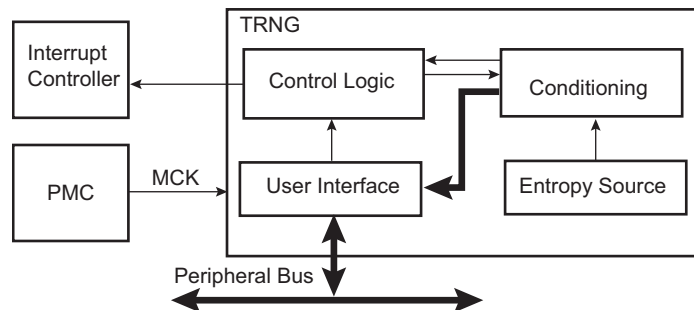 TRNG
Interrupt
Controller
Control Logic
Conditioning
PMC
MCK
User Interface
Entropy Source
Peripheral Bus